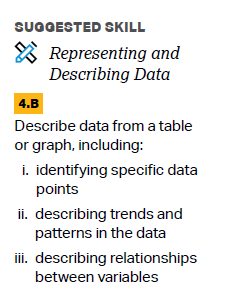 SUGGESTED SKILL
Representing and
Describing Data
4.B
Describe data from a table
or graph, including:
i. identifying specific data
points
ii. describing trends and
patterns in the data
iii. describing relationships
between variables